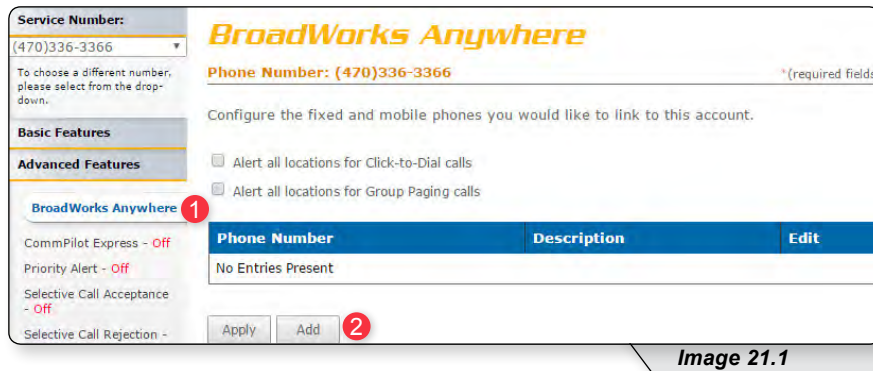 Service Number:
(470)336-3366
To choose a different number,
please select from the drop-
down.
Basic Features
Advanced Features
BroadWorks Anywhere 1
CommPilot Express - Off
Priority Alert - Off
Selective Call Acceptance
- Off
Selective Call Rejection -
BroadWorks Anywhere
Phone Number: (470)336-3366 *(required fields
Configure the fixed and mobile phones you would like to link to this account.
Alert all locations for Click-to-Dial calls
Alert all locations for Group Paging calls
Phone Number Description Edit
No Entries Present
Apply Add 2
Image 21.1